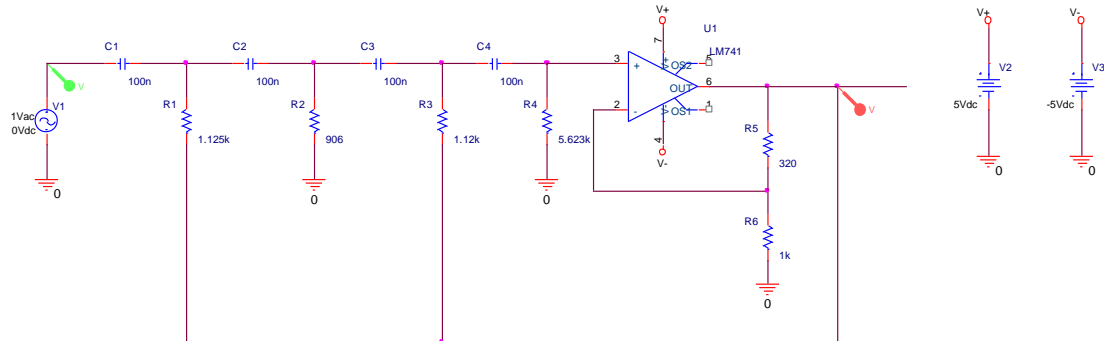 C1
100n
C2
100n
C3
100n
C4
100n
V1
1Vac
0Vdc
0
V
R1
1.125k
R2
906
0
R3
1.12k
R4
5.623k
0
U1
LM741
V+
7
3
+
2
-
4
V-
5
OS2
6
OUT
1
OS1
V+
V-
R5
320
R6
1k
0
V
V+
V2
5Vdc
0
V-
V3
-5Vdc
0